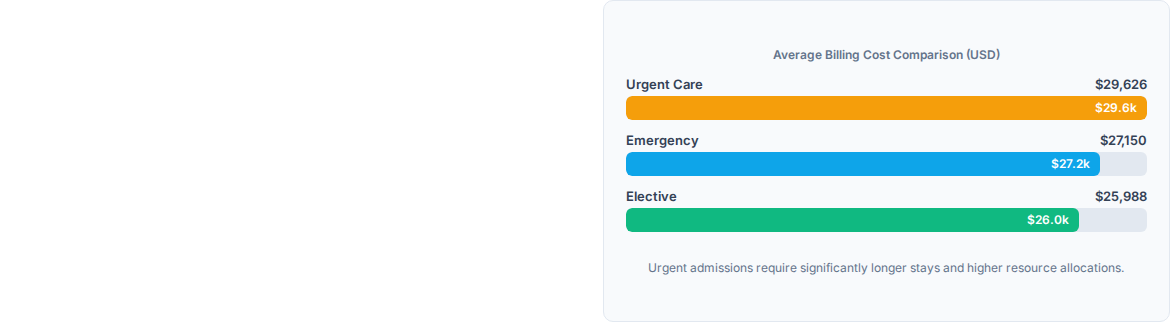 Average Billing Cost Comparison (USD)
Urgent Care $29,626
$29.6k
Emergency $27,150
$27.2k
Elective $25,988
$26.0k
Urgent admissions require significantly longer stays and higher resource allocations.